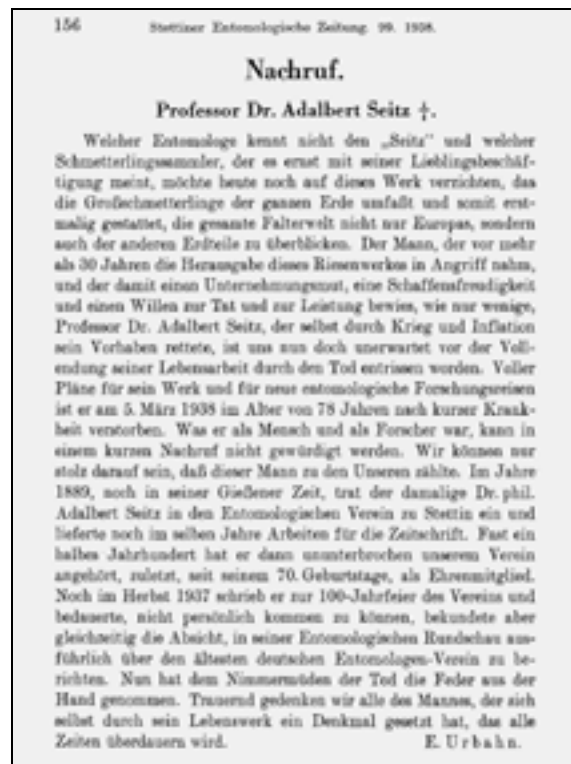 156 Stettiner Entomologische Zeitung. 99. 1938.
Nachruf.
Professor Dr. Adalbert Seitz †.
Welcher Entomologe kennt nicht den „Seitz" und welcher
Schmetterlingssammler, der es ernst mit seiner Lieblingsbeschäf-
tigung meint, möchte heute noch auf dieses Werk verzichten, das
die Großschmetterlinge der ganzen Erde umfaßt und somit erst-
malig gestattet, die gesamte Falterwelt nicht nur Europas, sondern
auch der anderen Erdteile zu überblicken. Der Mann, der vor mehr
als 30 Jahren die Herausgabe dieses Riesenwerkes in Angriff nahm,
und der damit einen Unternehmungsmut, eine Schaffensfreudigkeit
und einen Willen zur Tat und zur Leistung bewies, wie nur wenige,
Professor Dr. Adalbert Seitz, der selbst durch Krieg und Inflation
sein Vorhaben rettete, ist uns nun doch unerwartet vor der Voll-
endung seiner Lebensarbeit durch den Tod entrissen worden. Voller
Pläne für sein Werk und für neue entomologische Forschungsreisen
ist er am 5. März 1938 im Alter von 78 Jahren nach kurzer Krank-
heit verstorben. Was er als Mensch und als Forscher war, kann in
einem kurzen Nachruf nicht gewürdigt werden. Wir können nur
stolz darauf sein, daß dieser Mann zu den Unseren zählte. Im Jahre
1889, noch in seiner Gießener Zeit, trat der damalige Dr. phil.
Adalbert Seitz in den Entomologischen Verein zu Stettin ein und
lieferte noch im selben Jahre Arbeiten für die Zeitschrift. Fast ein
halbes Jahrhundert hat er dann ununterbrochen unserem Verein
angehört, zuletzt, seit seinem 70. Geburtstage, als Ehrenmitglied.
Noch im Herbst 1937 schrieb er zur 100-Jahrfeier des Vereins und
bedauerte, nicht persönlich kommen zu können, bekundete aber
gleichzeitig die Absicht, in seiner Entomologischen Rundschau aus-
führlich über den ältesten deutschen Entomologen-Verein zu be-
richten. Nun hat dem Nimmermüden der Tod die Feder aus der
Hand genommen. Trauernd gedenken wir alle des Mannes, der sich
selbst durch sein Lebenswerk ein Denkmal gesetzt hat, das alle
Zeiten überdauern wird. E. Urbahn.